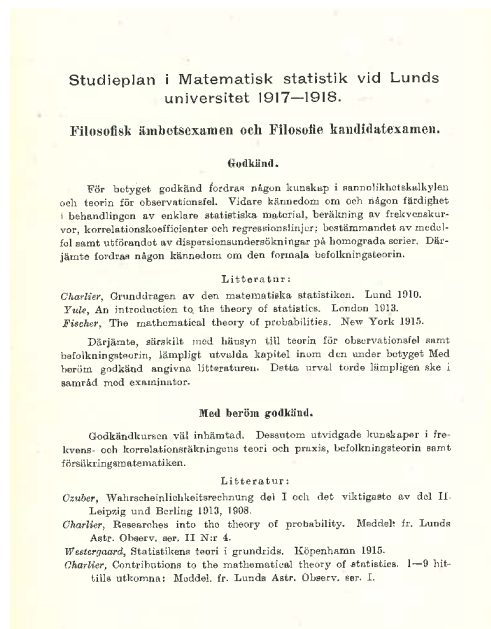 Studieplan i Matematisk statistik vid Lunds
universitet 1917—1918.
Filosofisk ämbetsexamen och Filosofie kandidatexamen.
Godkänd.
För betyget godkänd fordras någon kunskap i sannolikhetskalkylen
och teorin för observationsfel. Vidare kännedom om och någon färdighet
i behandlingen av enklare statistiska material, beräkning av frekvenskur-
vor, korrelationskoefficienter och regressionslinjer; bestämmandet av medel-
fel samt utförandet av dispersionsundersökningar på homograda serier. Där-
jämte fordras någon kännedom om den formala befolkningsteorin.
Litteratur:
Charlier, Grunddragen av den matematiska statistiken. Lund 1910.
Yule, An introduction to the theory of statistics. London 1913.
Fischer, The mathematical theory of probabilities. New York 1915.
Därjämte, särskilt med hänsyn till teorin för observationsfel samt
befolkningsteorin, lämpligt utvalda kapitel inom den under betyget Med
beröm godkänd angivna litteraturen. Detta urval torde lämpligen ske i
samråd med examinator.
Med beröm godkänd.
Godkändkursen väl inhämtad. Dessutom utvidgade kunskaper i fre-
kvens- och korrelationsräkningens teori och praxis, befolkningsteorin samt
försäkringsmatematiken.
Litteratur:
Czuber, Wahrscheinlichkeitsrechnung del I och det viktigaste av del II.
Leipzig und Berling 1913, 1908.
Charlier, Researches into the theory of probability. Meddel. fr. Lunds
Astr. Observ. ser. II N:r 4.
Westergaard, Statistikens teori i grundrids. Köpenhamn 1915.
Charlier, Contributions to the mathematical theory of statistics. 1—9 hit-
tills utkomna: Meddel. fr. Lunds Astr. Observ. ser. I.